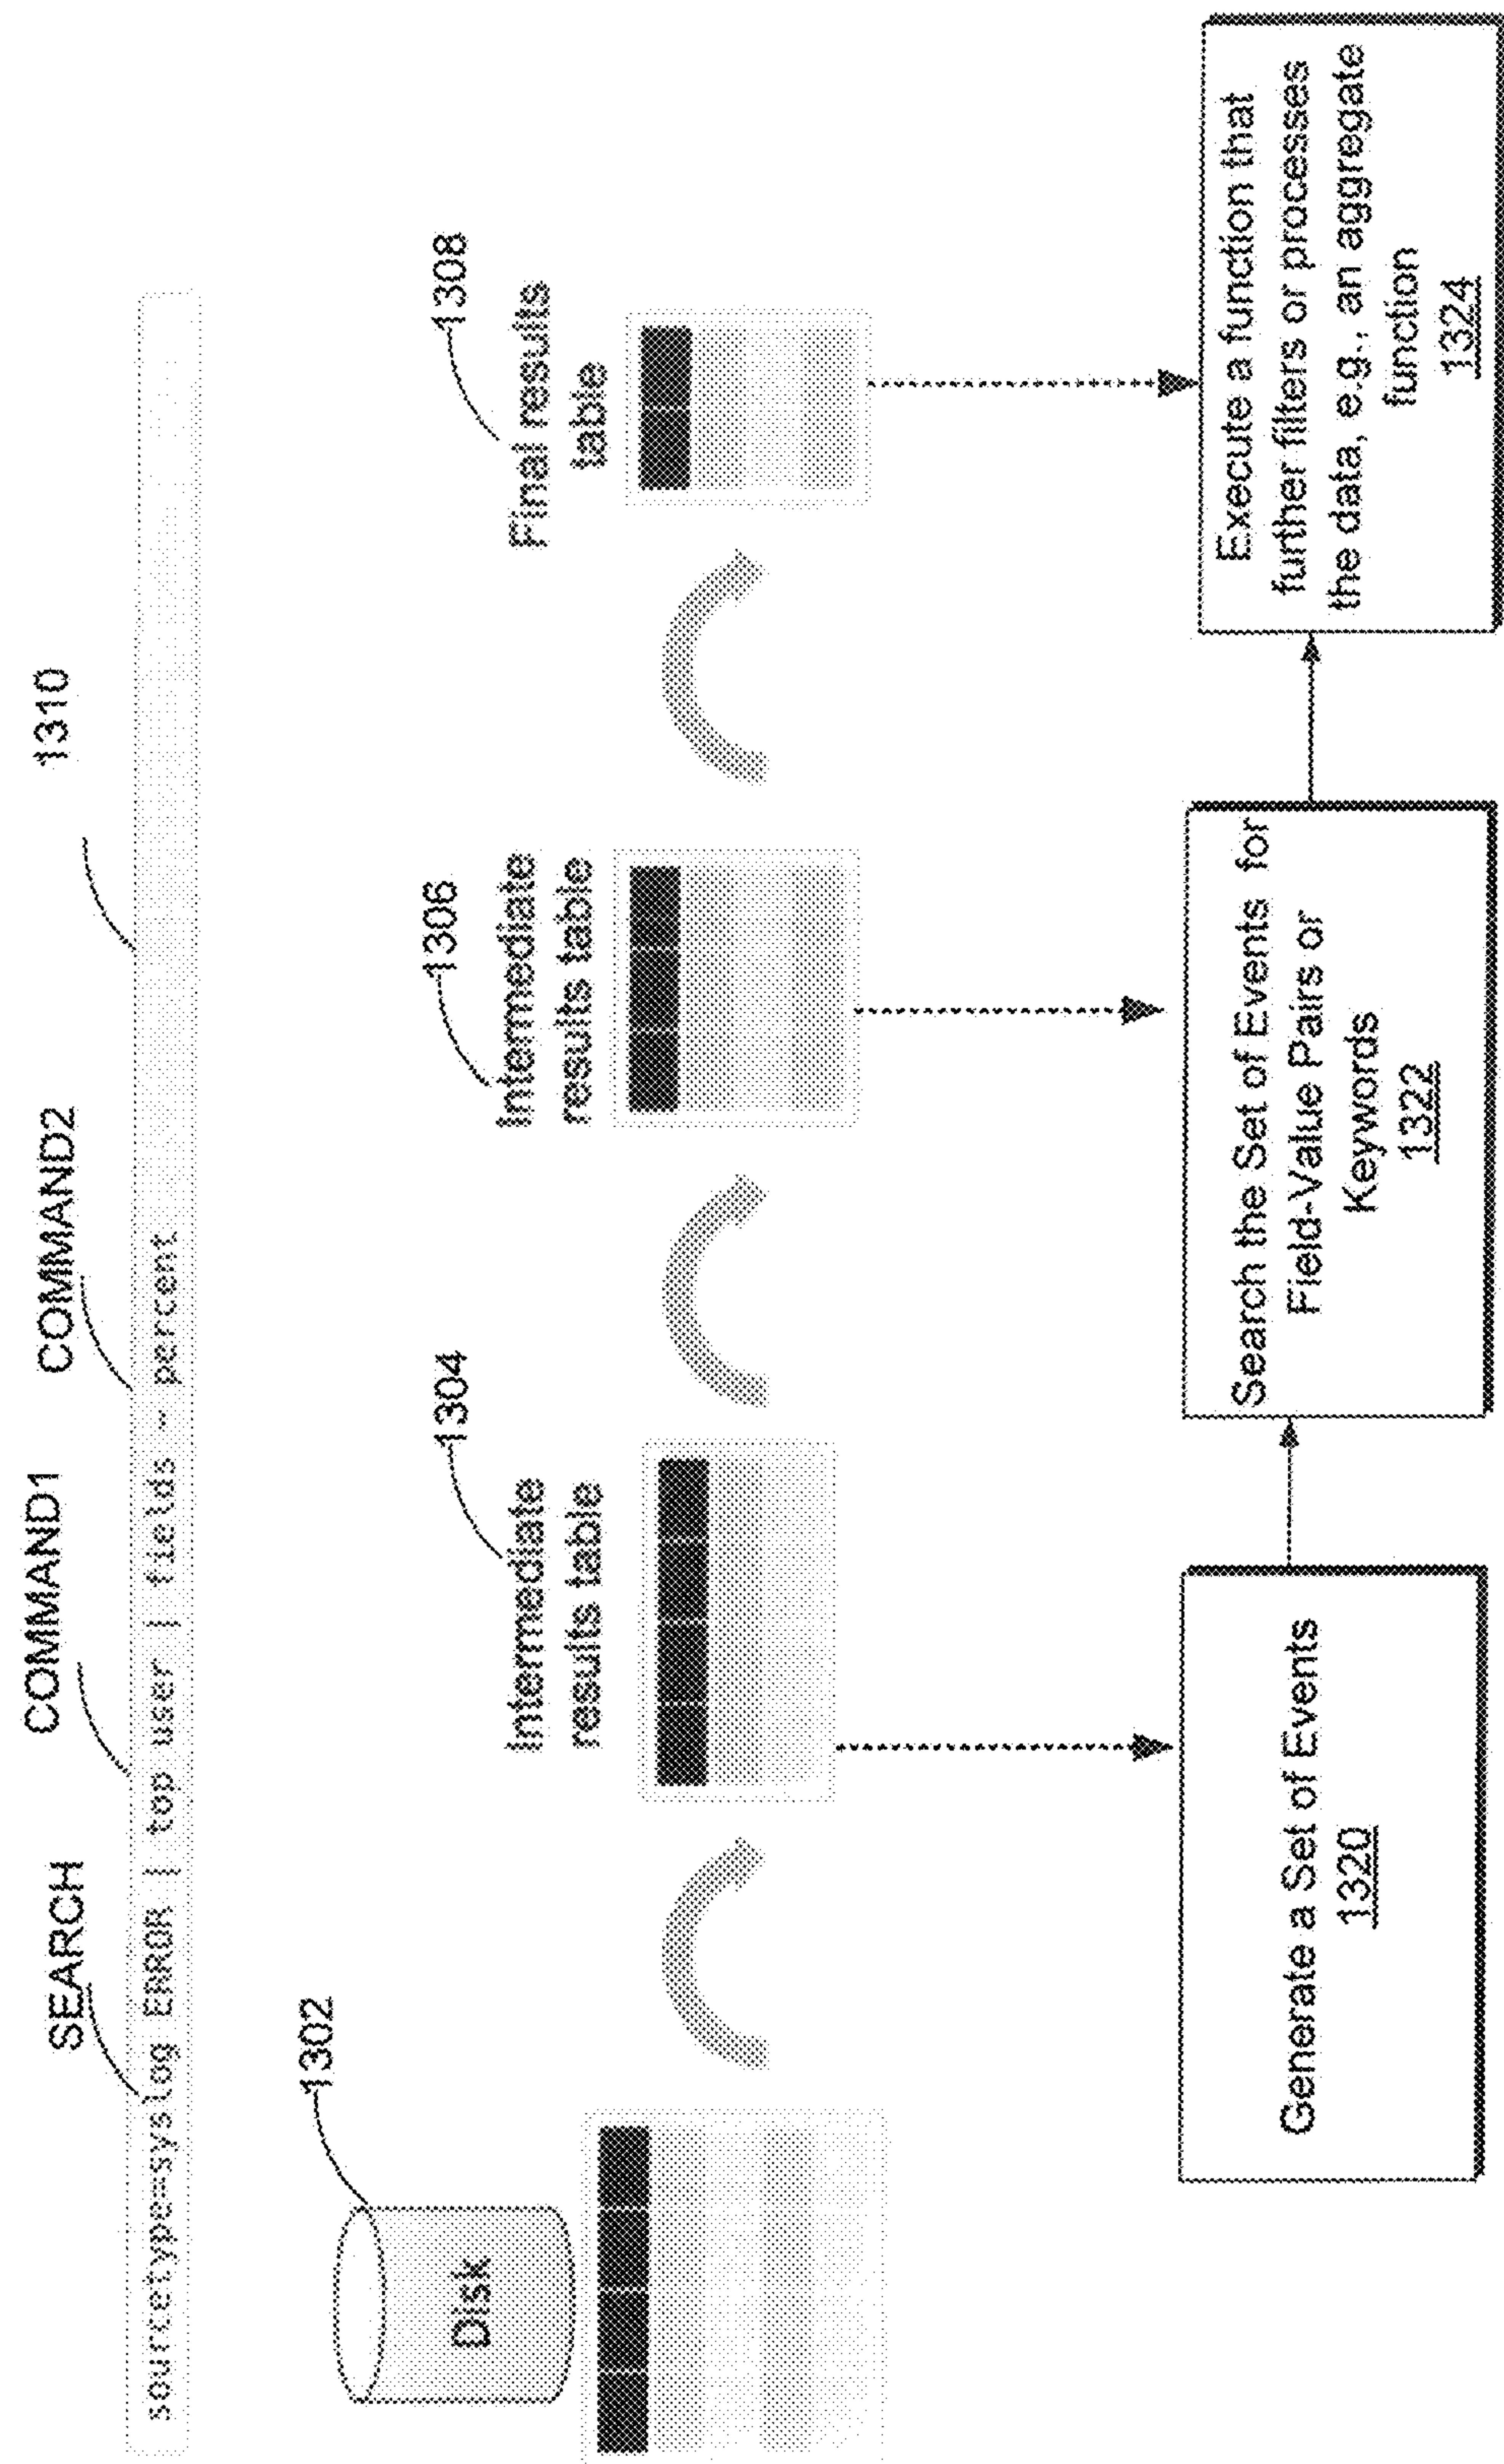 SEARCH
COMMAND1
COMMAND2
1310
sourcetype=syslog ERROR | top user | fields - percent
1302
Disk
1304
Intermediate
results table
1306
Intermediate
results table
1308
Final results
table
Generate a Set of Events
1320
Search the Set of Events for
Field-Value Pairs or
Keywords
1322
Execute a function that
further filters or processes
the data, e.g., an aggregate
function
1324